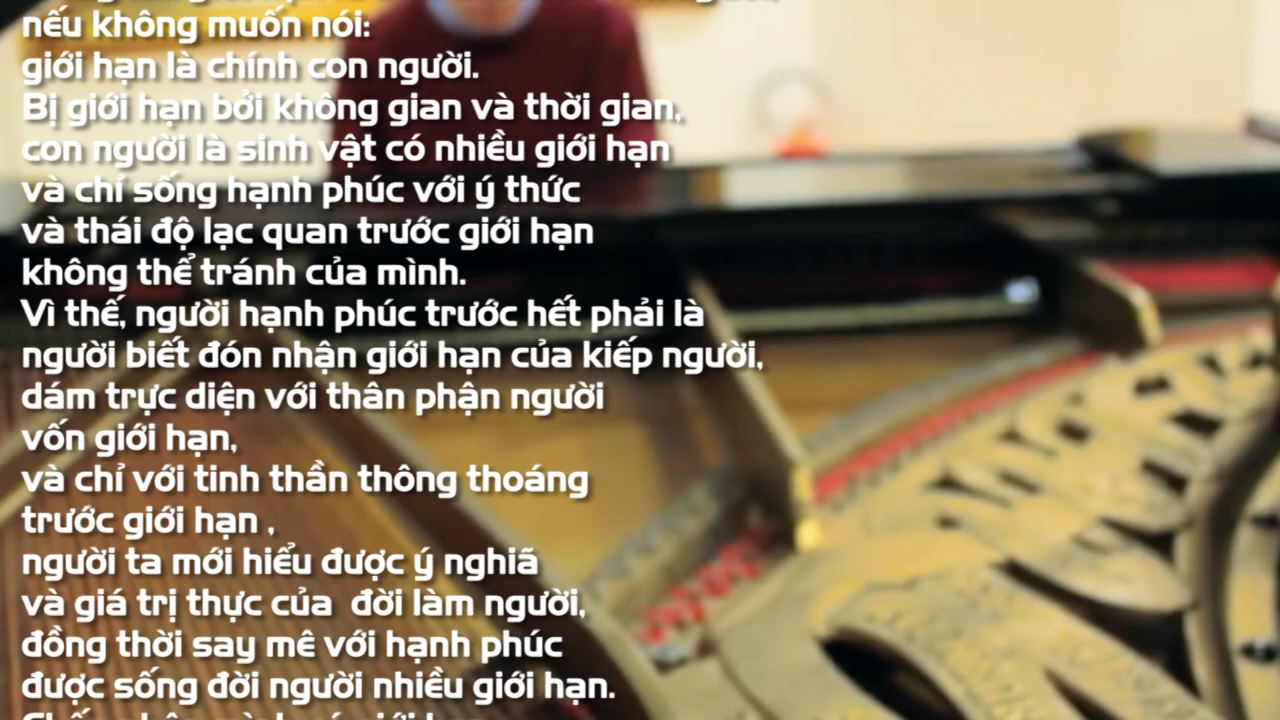 nếu không muốn nói:
giới hạn là chính con người.
Bị giới hạn bởi không gian và thời gian,
con người là sinh vật có nhiều giới hạn
và chỉ sống hạnh phúc với ý thức
và thái độ lạc quan trước giới hạn
không thể tránh của mình.
Vì thế, người hạnh phúc trước hết phải là
người biết đón nhận giới hạn của kiếp người,
dám trực diện với thân phận người
vốn giới hạn,
và chỉ với tinh thần thông thoáng
trước giới hạn ,
người ta mới hiểu được ý nghiã
và giá trị thực của  đời làm người,
đồng thời say mê với hạnh phúc
được sống đời người nhiều giới hạn.